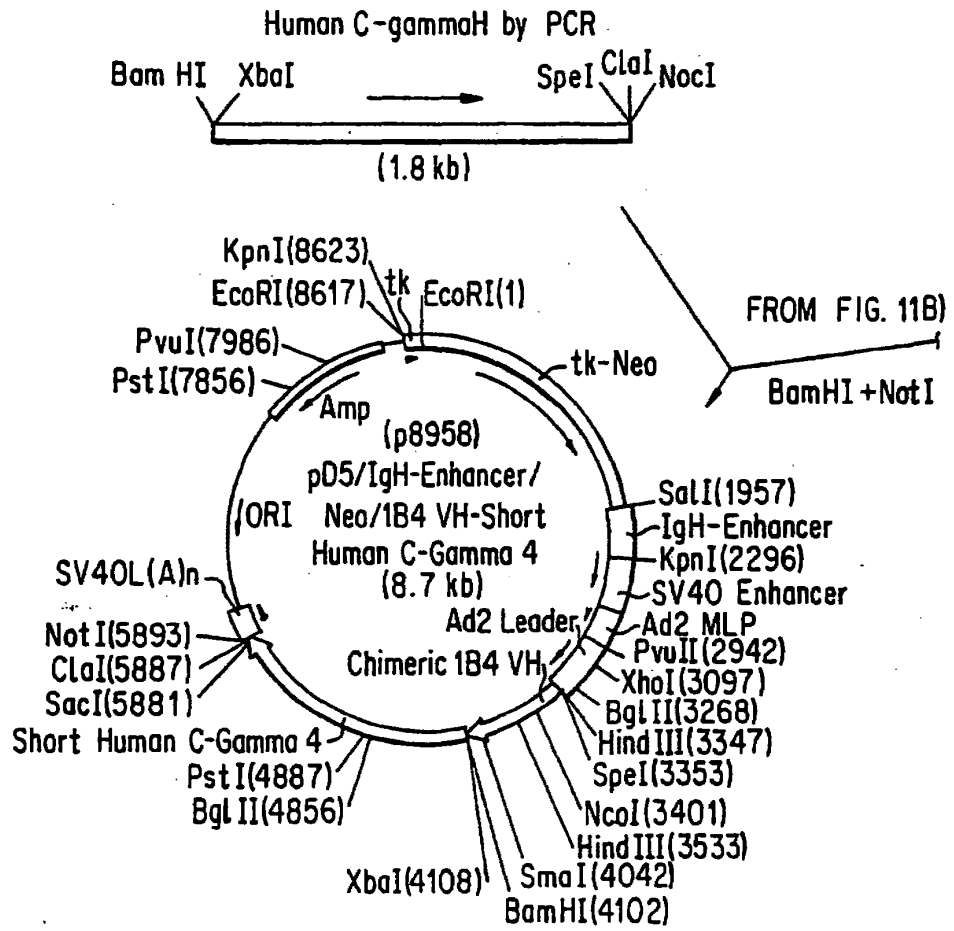 Human C-gammaH by PCR
Bam HI XbaI
SpeI ClaI NocI
(1.8 kb)
KpnI(8623)
tk
EcoRI(8617)
EcoRI(1)
FROM FIG. 11B)
PvuI(7986)
tk-Neo
PstI(7856)
BamHI+NotI
Amp
(p8958)
pD5/IgH-Enhancer/
Neo/1B4 VH-Short
Human C-Gamma 4
(8.7 kb)
ORI
SalI(1957)
IgH-Enhancer
KpnI(2296)
SV40 Enhancer
SV40L(A)n
Ad2 Leader
Ad2 MLP
NotI(5893)
PvuII(2942)
Chimeric 1B4 VH
ClaI(5887)
XhoI(3097)
SacI(5881)
BglII(3268)
HindIII(3347)
Short Human C-Gamma 4
SpeI(3353)
PstI(4887)
BglII(4856)
NcoI(3401)
HindIII(3533)
XbaI(4108)
SmaI(4042)
BamHI(4102)